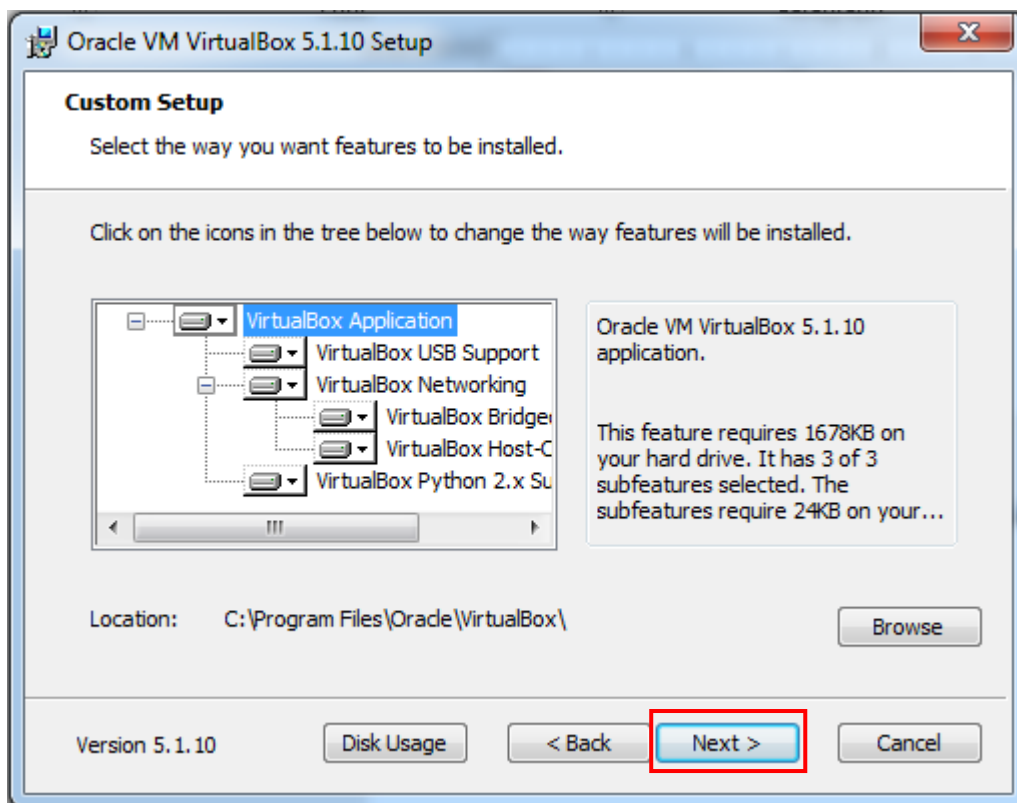 Oracle VM VirtualBox 5.1.10 Setup
Custom Setup
Select the way you want features to be installed.
Click on the icons in the tree below to change the way features will be installed.
VirtualBox Application
VirtualBox USB Support
VirtualBox Networking
VirtualBox Bridge
VirtualBox Host-
VirtualBox Python 2.x Su
Oracle VM VirtualBox 5.1.10
application.
This feature requires 1678KB on
your hard drive. It has 3 of 3
subfeatures selected. The
subfeatures require 24KB on your...
Location: C:\Program Files\Oracle\VirtualBox\
Browse
Version 5.1.10
Disk Usage
< Back
Next >
Cancel